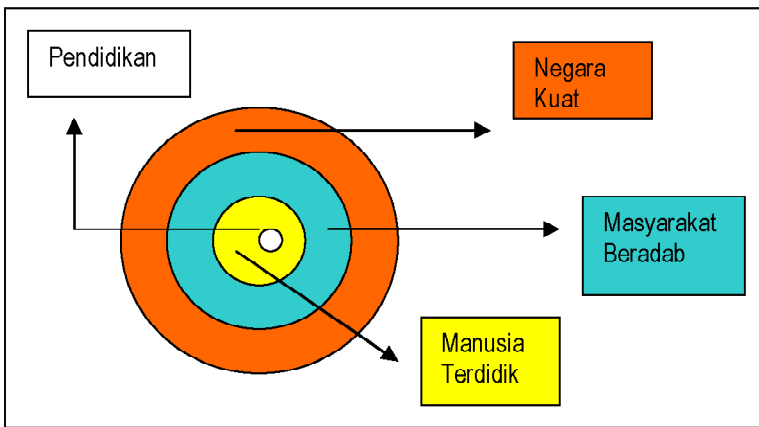 Pendidikan
Negara
Kuat
Masyarakat
Beradab
Manusia
Terdidik